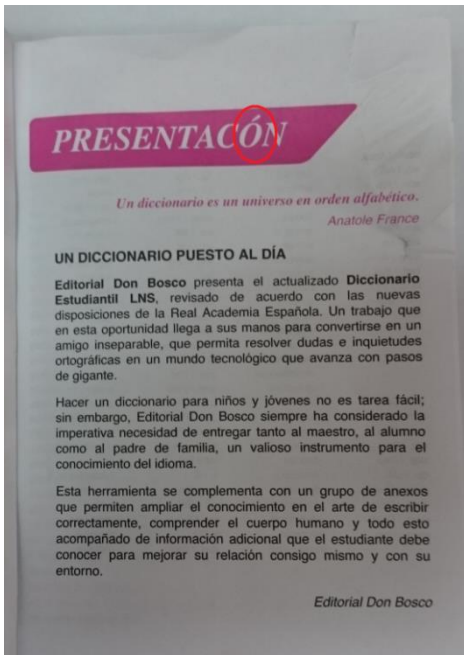 PRESENTACÓN
Un diccionario es un universo en orden alfabético.
Anatole France
UN DICCIONARIO PUESTO AL DÍA
Editorial Don Bosco presenta el actualizado Diccionario
Estudiantil LNS, revisado de acuerdo con las nuevas
disposiciones de la Real Academia Española. Un trabajo que
en esta oportunidad llega a sus manos para convertirse en un
amigo inseparable, que permita resolver dudas e inquietudes
ortográficas en un mundo tecnológico que avanza con pasos
de gigante.
Hacer un diccionario para niños y jóvenes no es tarea fácil;
sin embargo, Editorial Don Bosco siempre ha considerado la
imperativa necesidad de entregar tanto al maestro, al alumno
como al padre de familia, un valioso instrumento para el
conocimiento del idioma.
Esta herramienta se complementa con un grupo de anexos
que permiten ampliar el conocimiento en el arte de escribir
correctamente, comprender el cuerpo humano y todo esto
acompañado de información adicional que el estudiante debe
conocer para mejorar su relación consigo mismo y con su
entorno.
Editorial Don Bosco